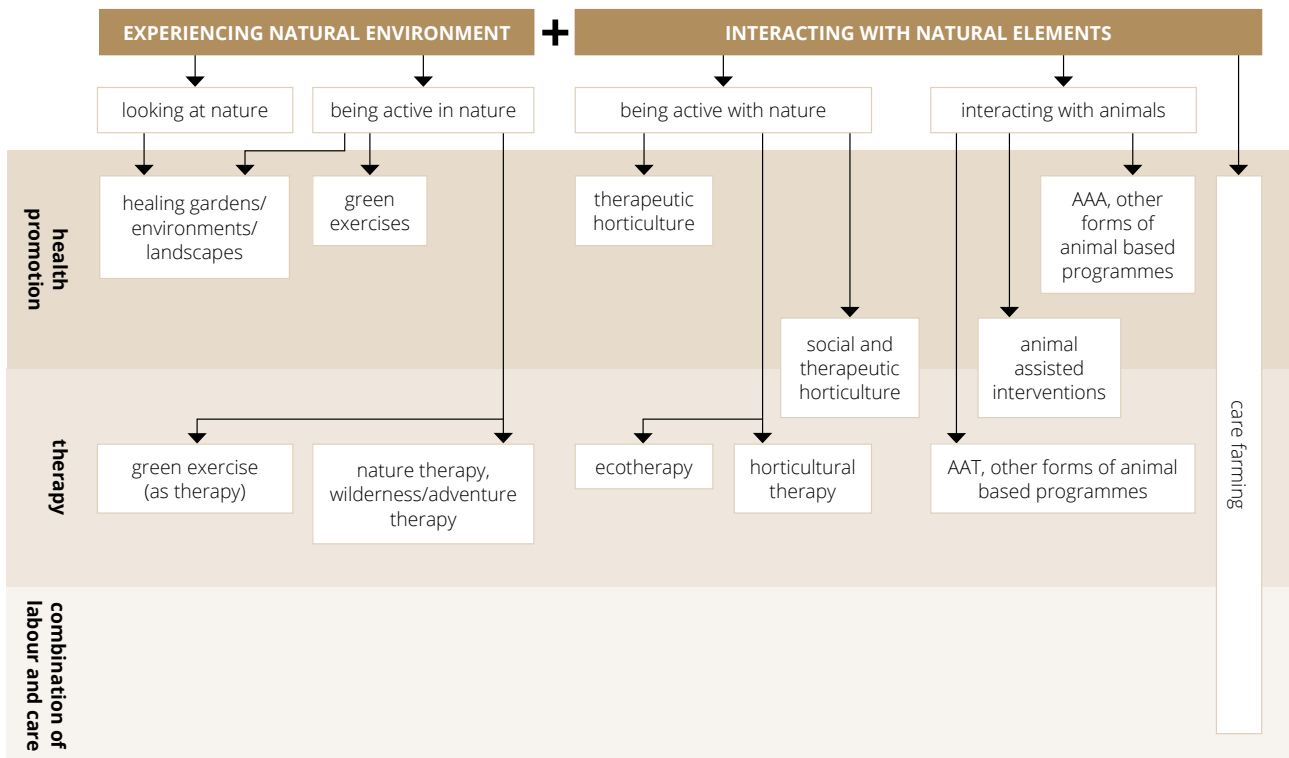 EXPERIENCING NATURAL ENVIRONMENT
+
INTERACTING WITH NATURAL ELEMENTS
looking at nature
being active in nature
being active with nature
interacting with animals
health
promotion
healing gardens/
environments/
landscapes
green
exercises
therapeutic
horticulture
AAA, other
forms of
animal based
programmes
social and
therapeutic
horticulture
animal
assisted
interventions
care farming
therapy
green exercise
(as therapy)
nature therapy,
wilderness/adventure
therapy
ecotherapy
horticultural
therapy
AAT, other forms of animal
based programmes
combination of
labour and care